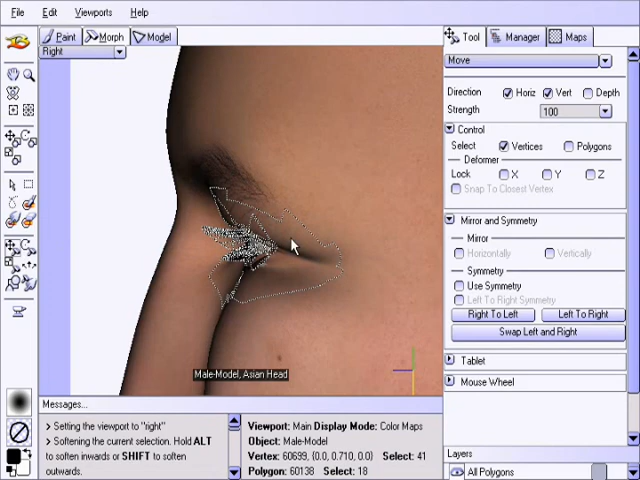 File Edit Viewports Help
Paint Morph Model
Right
Tool Manager Maps
Move
Direction Horiz Vert Depth
Strength 100
Control
Select Vertices Polygons
Deformer
Lock X Y Z
Snap To Closest Vertex
Mirror and Symmetry
Mirror
Horizontally Vertically
Symmetry
Use Symmetry
Left To Right Symmetry
Right To Left Left To Right
Swap Left and Right
Tablet
Mouse Wheel
Layers
All Polygons
Male-Model, Asian Head
Messages...
> Setting the viewport to "right"
> Softening the current selection. Hold ALT
to soften inwards or SHIFT to soften
outwards.
Viewport: Main Display Mode: Color Maps
Object: Male-Model
Vertex: 60699, (0.0, 0.710, 0.0) Select: 41
Polygon: 60138 Select: 18